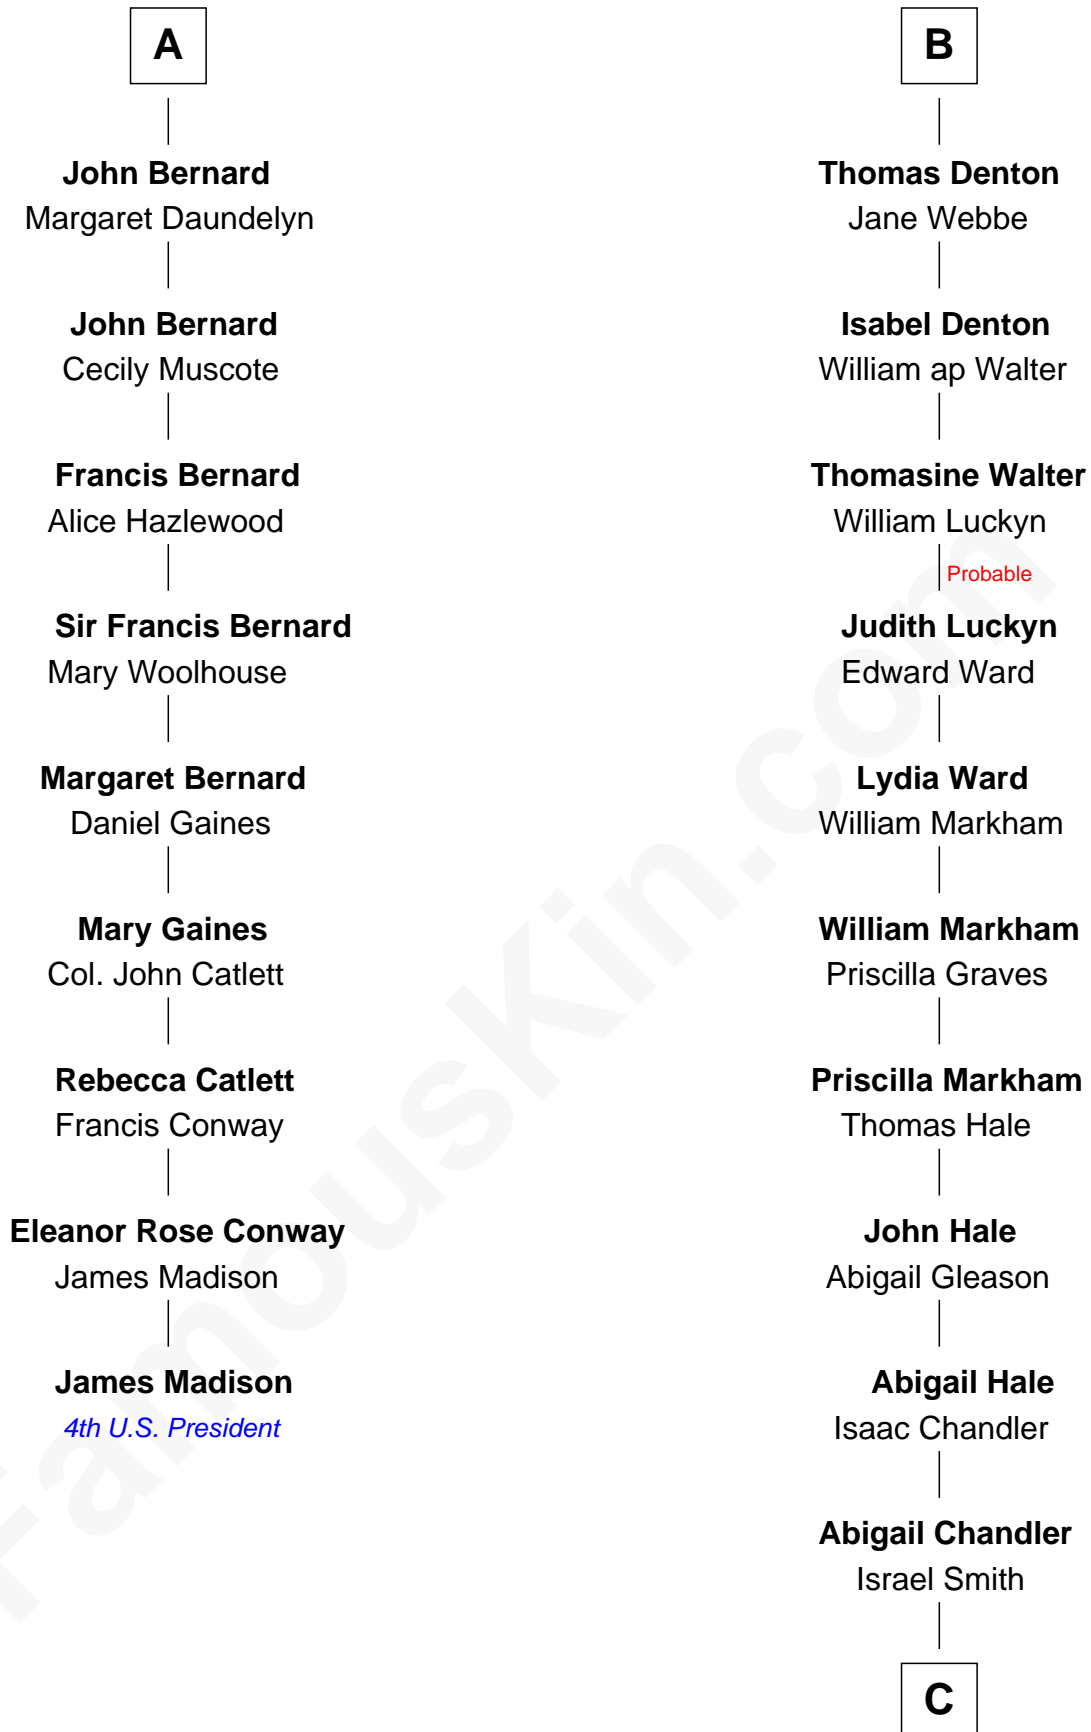 A
John Bernard
Margaret Daundelyn
John Bernard
Cecily Muscote
Francis Bernard
Alice Hazlewood
Sir Francis Bernard
Mary Woolhouse
Margaret Bernard
Daniel Gaines
Mary Gaines
Col. John Catlett
Rebecca Catlett
Francis Conway
Eleanor Rose Conway
James Madison
James Madison
4th U.S. President
B
Thomas Denton
Jane Webbe
Isabel Denton
William ap Walter
Thomasine Walter
William Luckyn
Probable
Judith Luckyn
Edward Ward
Lydia Ward
William Markham
William Markham
Priscilla Graves
Priscilla Markham
Thomas Hale
John Hale
Abigail Gleason
Abigail Hale
Isaac Chandler
Abigail Chandler
Israel Smith
C
FamousKin.com